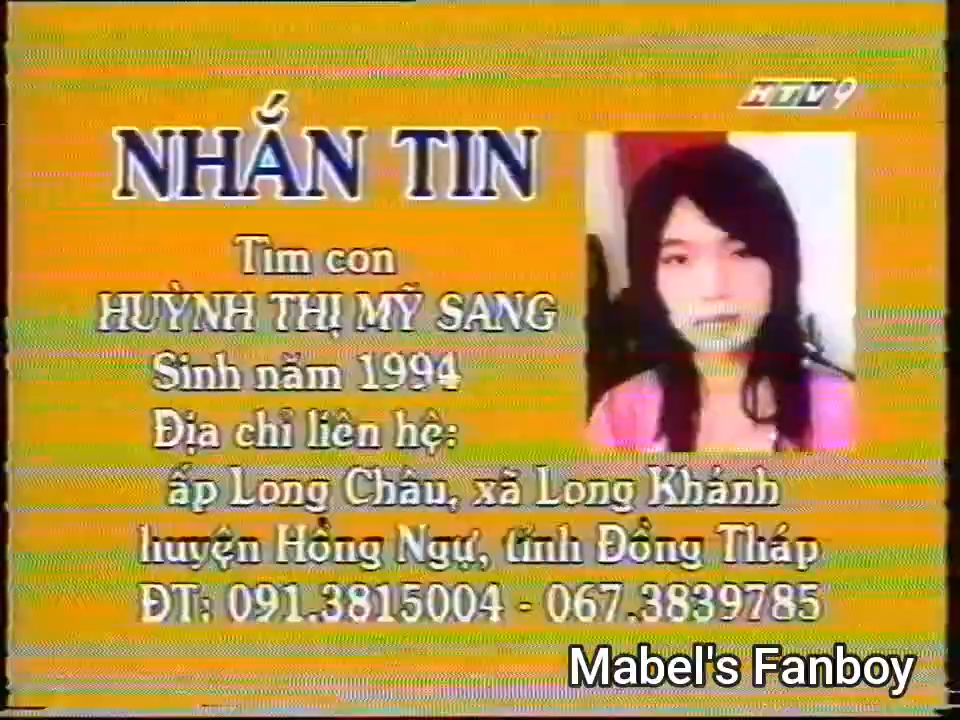 HTV9
NHẮN TIN
Tìm con
HUỲNH THỊ MỸ SANG
Sinh năm 1994
Địa chỉ liên hệ:
ấp Long Châu, xã Long Khánh
huyện Hồng Ngự, tỉnh Đồng Tháp
ĐT: 091.3815004 - 067.3839785
Mabel's Fanboy